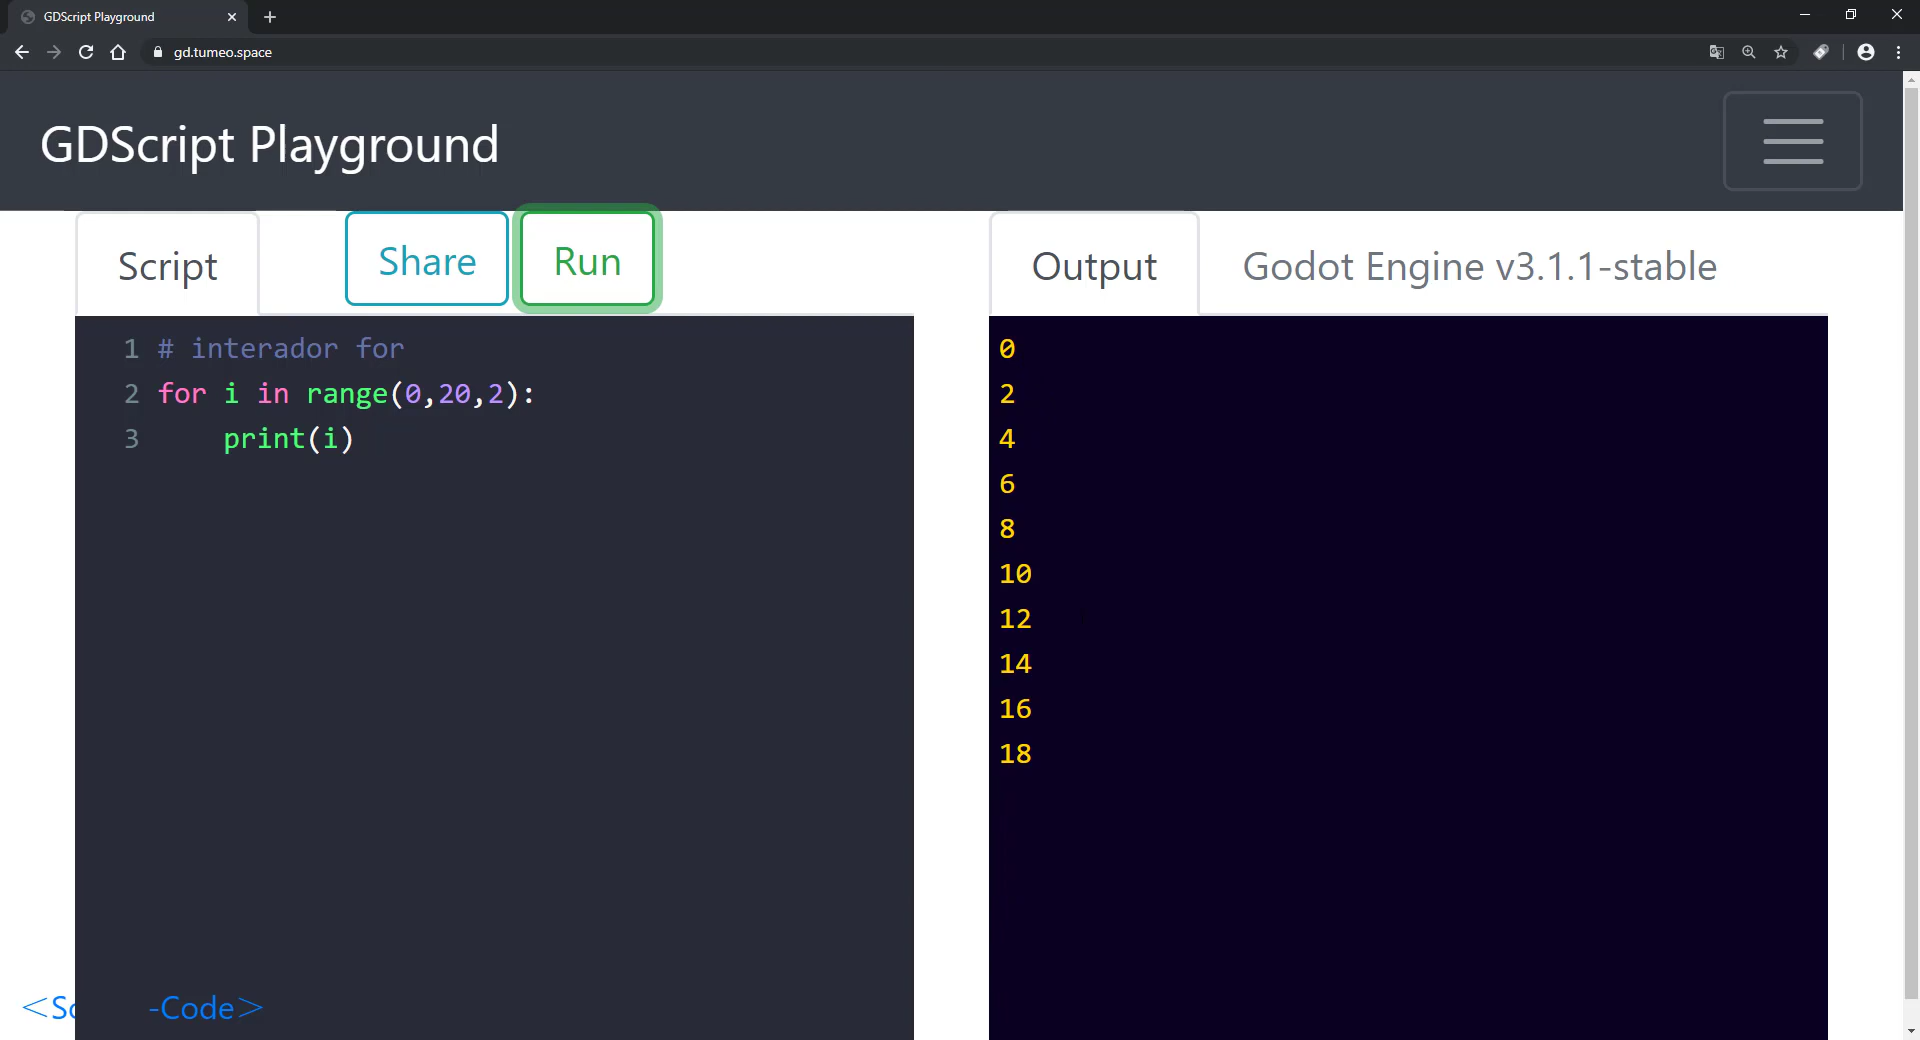 GDScript Playground
gd.tumeo.space
GDScript Playground
Script
Share
Run
1 # interador for
2 for i in range(0,20,2):
3     print(i)
Output
Godot Engine v3.1.1-stable
0
2
4
6
8
10
12
14
16
18
-Code>